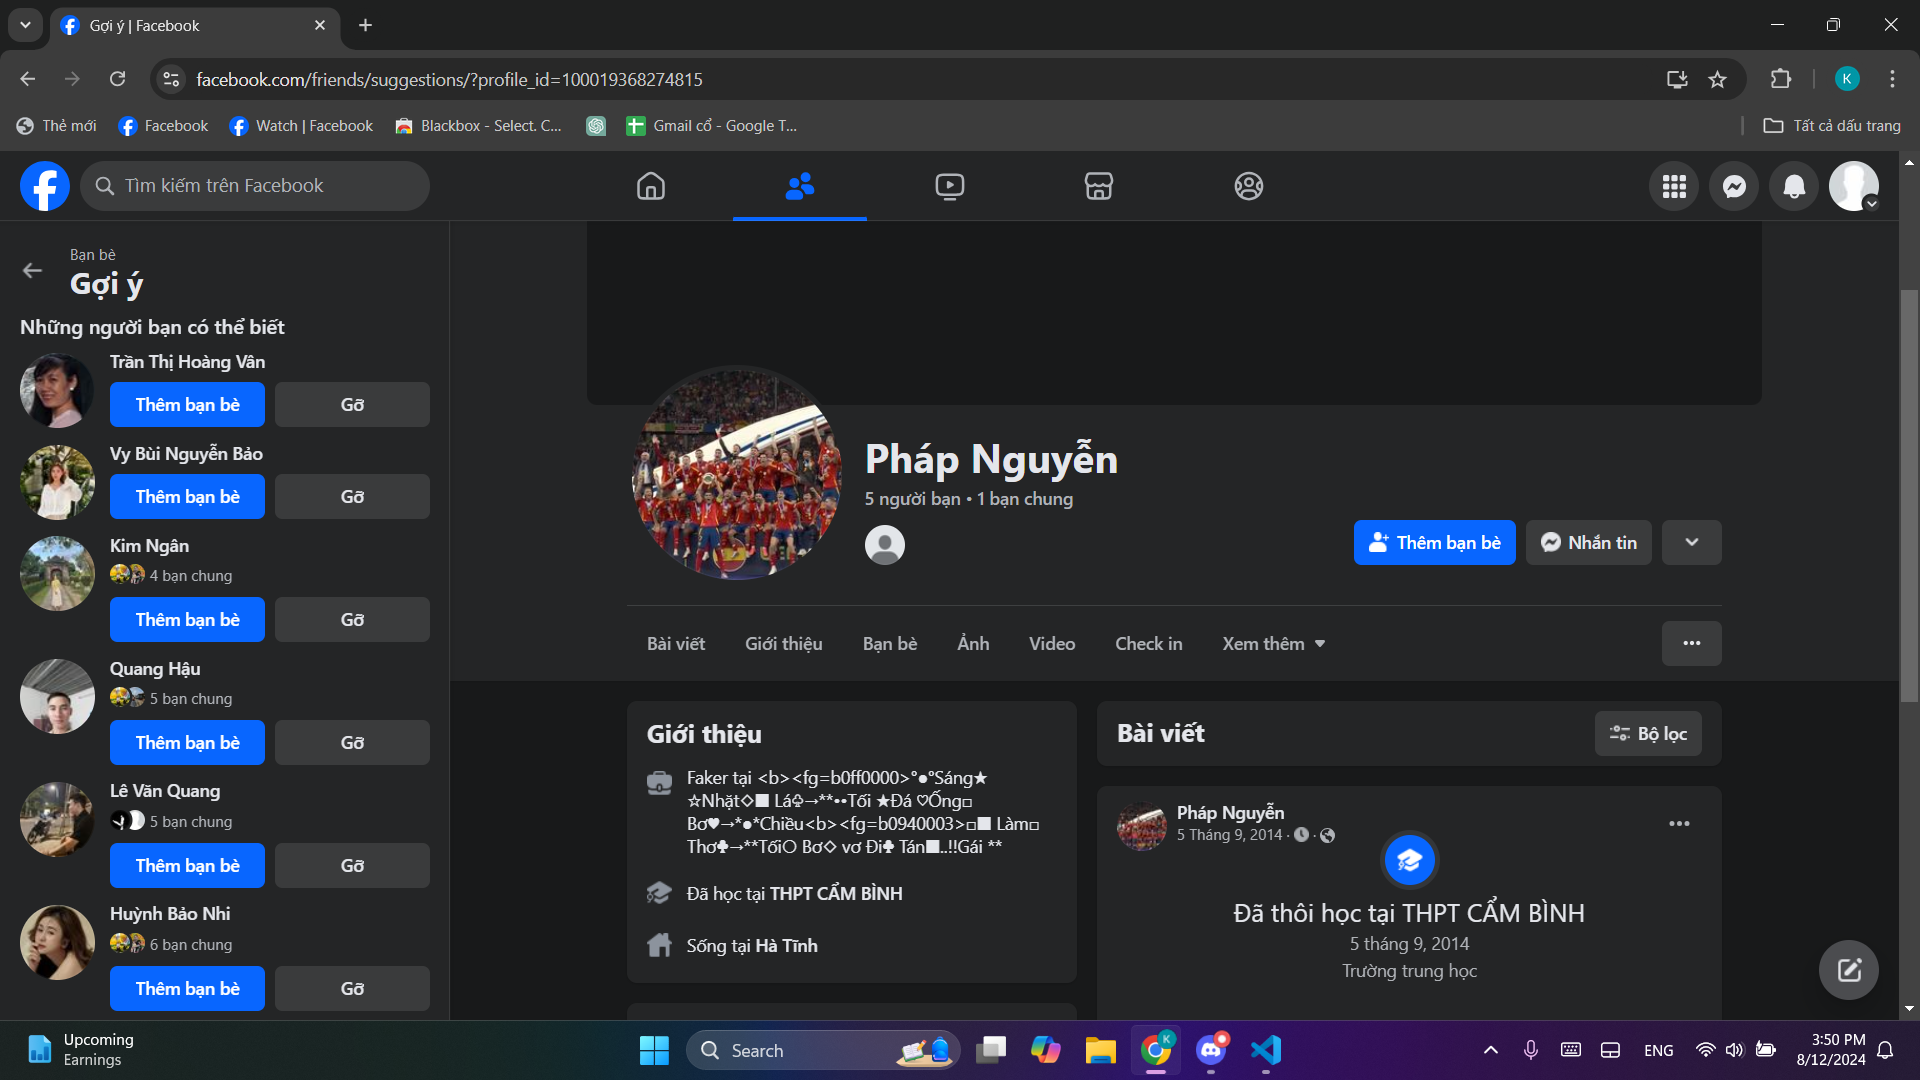 Gợi ý | Facebook
facebook.com/friends/suggestions/?profile_id=100019368274815
K
Thẻ mới
Facebook
Watch | Facebook
Blackbox - Select. C...
Gmail cổ - Google T...
Tất cả dấu trang
Tìm kiếm trên Facebook
Bạn bè
Gợi ý
Những người bạn có thể biết
Trần Thị Hoàng Vân
Thêm bạn bè
Gỡ
Vy Bùi Nguyễn Bảo
Thêm bạn bè
Gỡ
Kim Ngân
4 bạn chung
Thêm bạn bè
Gỡ
Quang Hậu
5 bạn chung
Thêm bạn bè
Gỡ
Lê Văn Quang
5 bạn chung
Thêm bạn bè
Gỡ
Huỳnh Bảo Nhi
6 bạn chung
Thêm bạn bè
Gỡ
Pháp Nguyễn
5 người bạn • 1 bạn chung
Thêm bạn bè
Nhắn tin
Bài viết
Giới thiệu
Bạn bè
Ảnh
Video
Check in
Xem thêm
Giới thiệu
Faker tại <b><fg=b0ff0000>°●°Sáng★
☆Nhặt◇■ Lá♧→**••Tối ★Đá ♡Ống□
Bơ♥→*●*Chiều<b><fg=b0940003>□■ Làm□
Thơ♣→**Tối○ Bơ◇ vơ Đi♣ Tán■..!!Gái **
Đã học tại THPT CẨM BÌNH
Sống tại Hà Tĩnh
Bài viết
Bộ lọc
Pháp Nguyễn
5 Tháng 9, 2014
Đã thôi học tại THPT CẨM BÌNH
5 tháng 9, 2014
Trường trung học
Upcoming
Earnings
Search
K
ENG
3:50 PM
8/12/2024